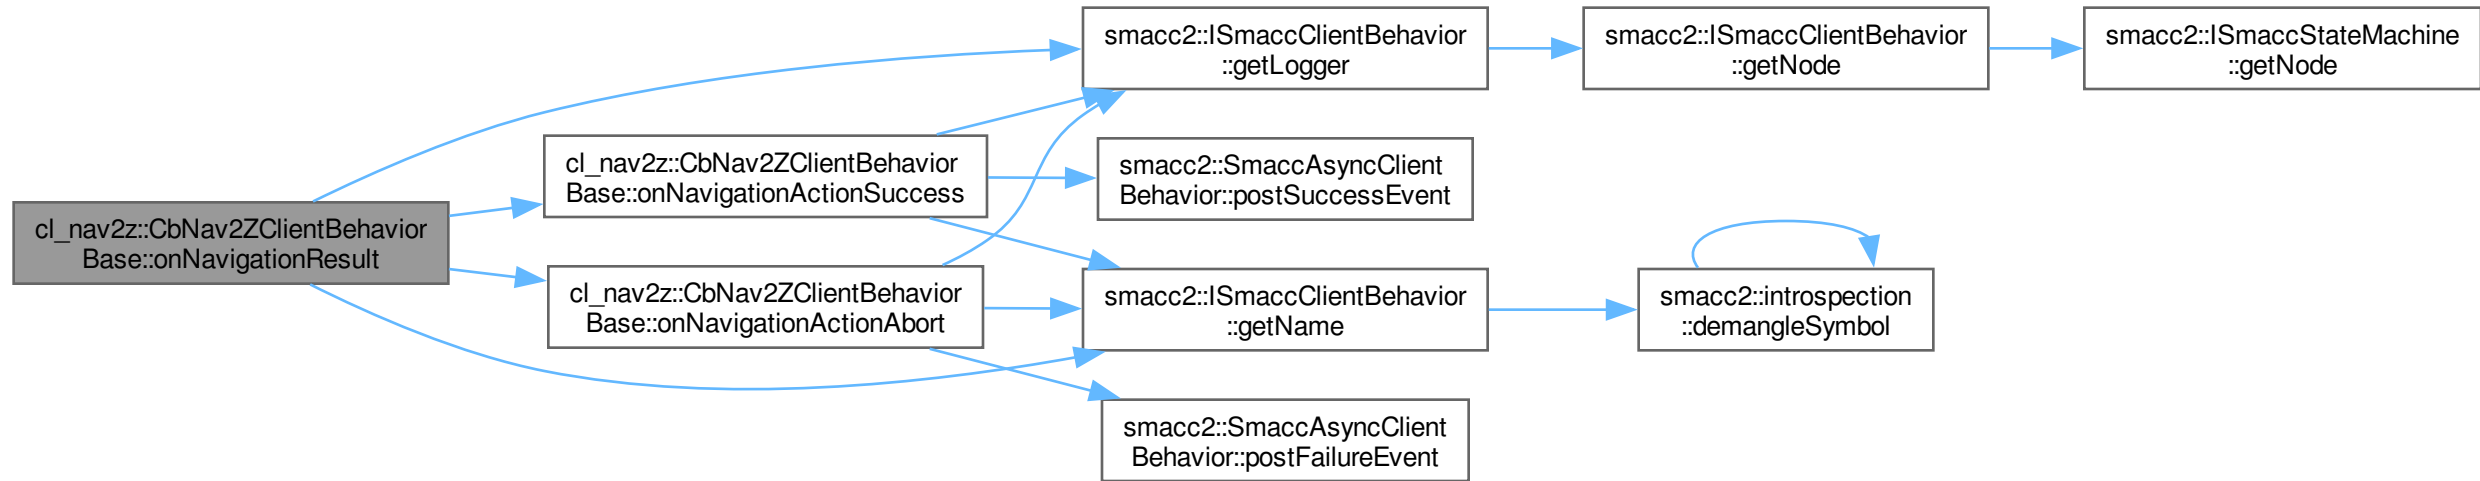 cl_nav2z::CbNav2ZClientBehavior
Base::onNavigationResult
smacc2::ISmaccClientBehavior
::getLogger
smacc2::ISmaccClientBehavior
::getNode
smacc2::ISmaccStateMachine
::getNode
cl_nav2z::CbNav2ZClientBehavior
Base::onNavigationActionSuccess
smacc2::SmaccAsyncClient
Behavior::postSuccessEvent
cl_nav2z::CbNav2ZClientBehavior
Base::onNavigationActionAbort
smacc2::ISmaccClientBehavior
::getName
smacc2::introspection
::demangleSymbol
smacc2::SmaccAsyncClient
Behavior::postFailureEvent